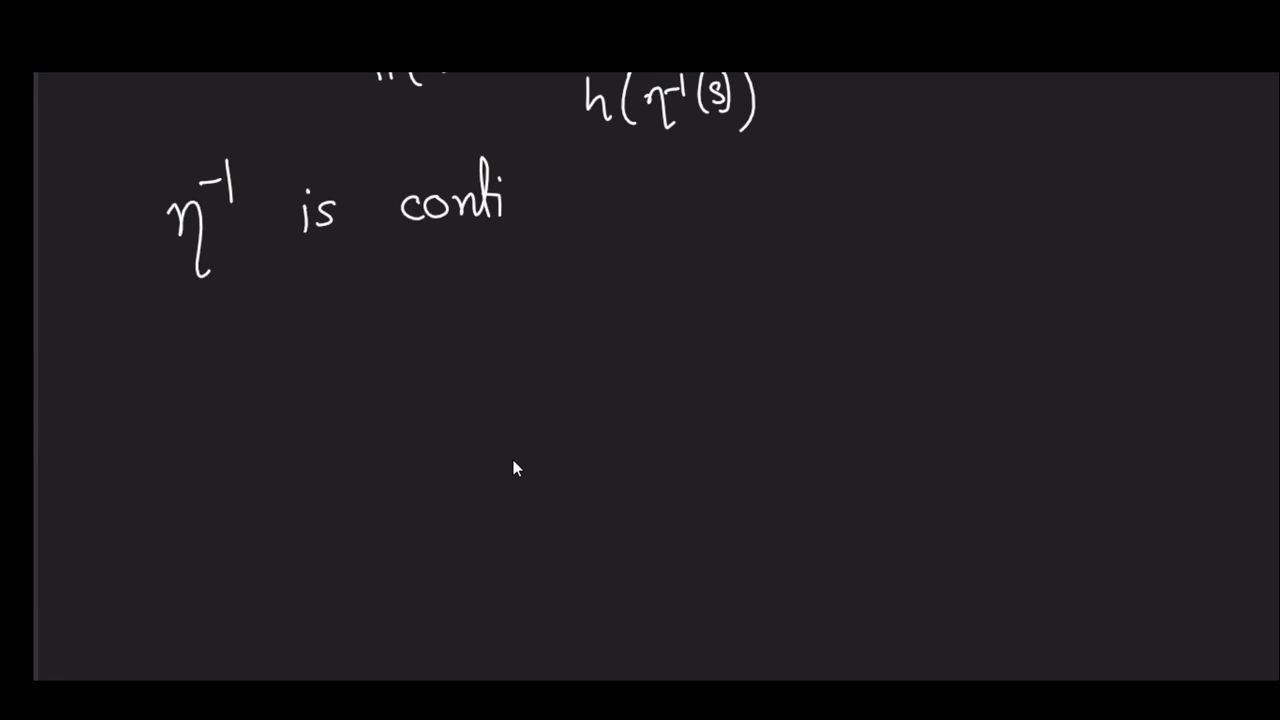 h(η⁻¹(s))
η⁻¹ is conti